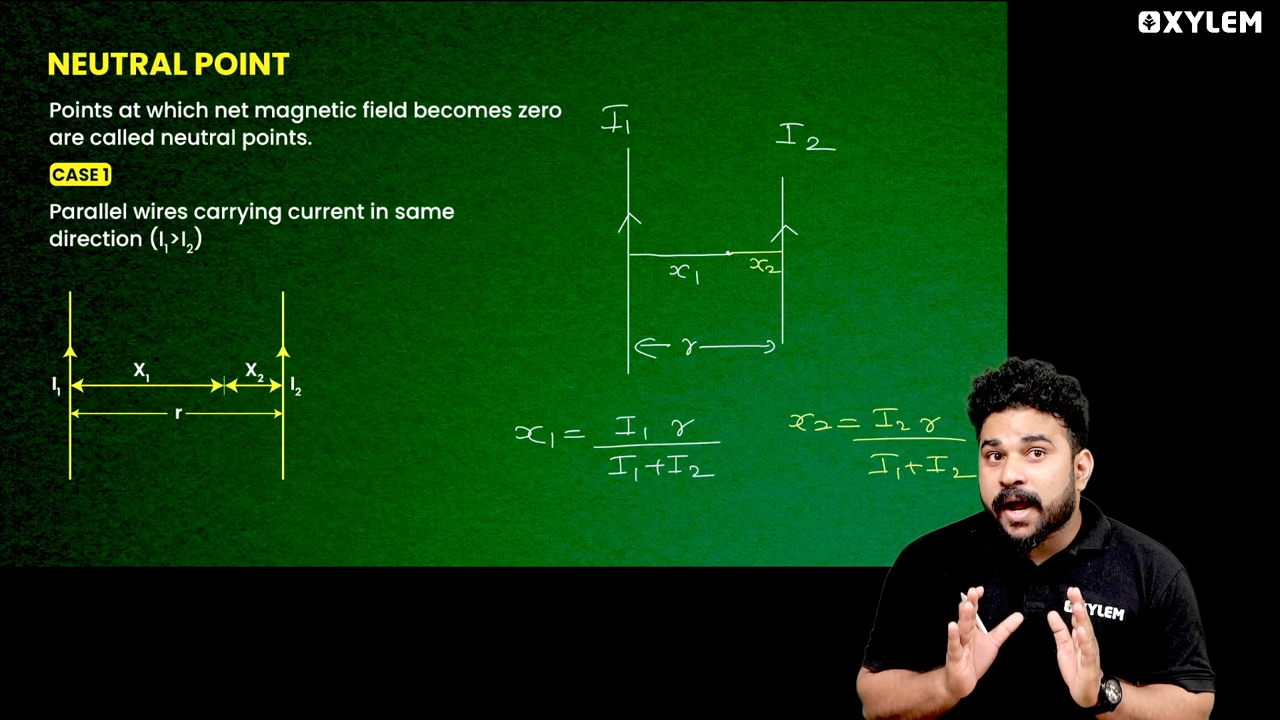 OXYLEM
NEUTRAL POINT
Points at which net magnetic field becomes zero
are called neutral points.
CASE 1
Parallel wires carrying current in same
direction (I₁>I₂)
I₁ X₁ X₂ I₂
r
I₁
I₂
x₁ x₂
r
x₁ = I₁ r / I₁+I₂
x₂ = I₂ r / I₁+I₂
OXYLEM